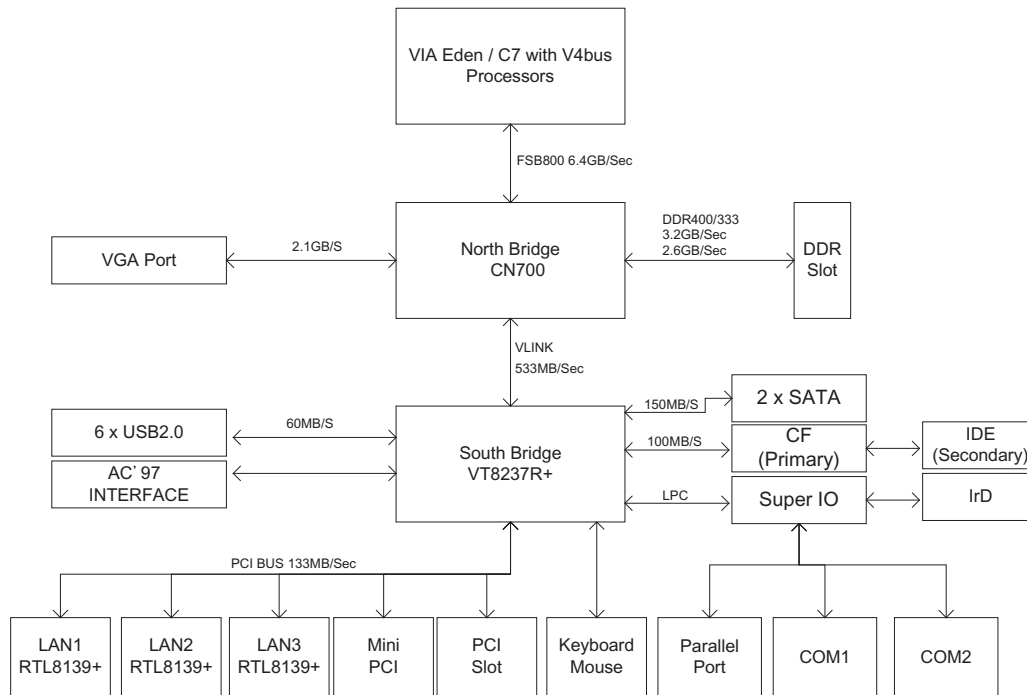 VIA Eden / C7 with V4bus
Processors
FSB800 6.4GB/Sec
VGA Port
2.1GB/S
North Bridge
CN700
DDR400/333
3.2GB/Sec
2.6GB/Sec
DDR
Slot
VLINK
533MB/Sec
6 x USB2.0
60MB/S
AC' 97
INTERFACE
South Bridge
VT8237R+
150MB/S
2 x SATA
100MB/S
CF
(Primary)
IDE
(Secondary)
LPC
Super IO
IrD
PCI BUS 133MB/Sec
LAN1
RTL8139+
LAN2
RTL8139+
LAN3
RTL8139+
Mini
PCI
PCI
Slot
Keyboard
Mouse
Parallel
Port
COM1
COM2